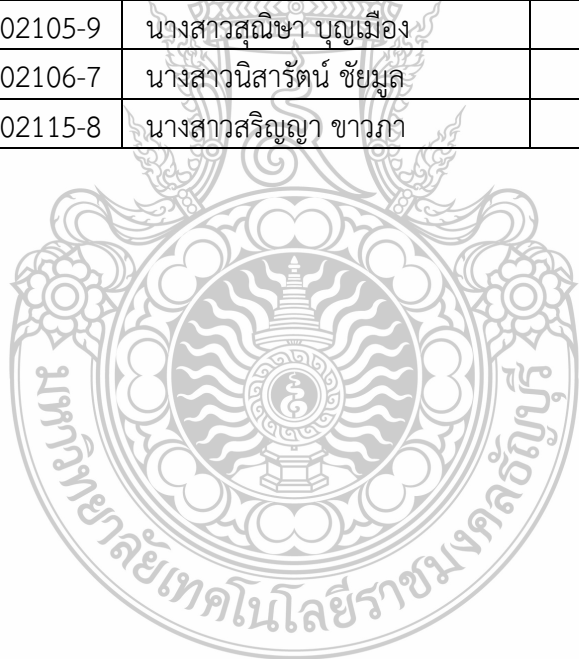 02105-9 นางสาวสุณิษา บุญเมือง
02106-7 นางสาวนิสารัตน์ ชัยมูล
02115-8 นางสาวสริญญา ขาวภา
มหาวิทยาลัยเทคโนโลยีราชมงคลธัญบุรี